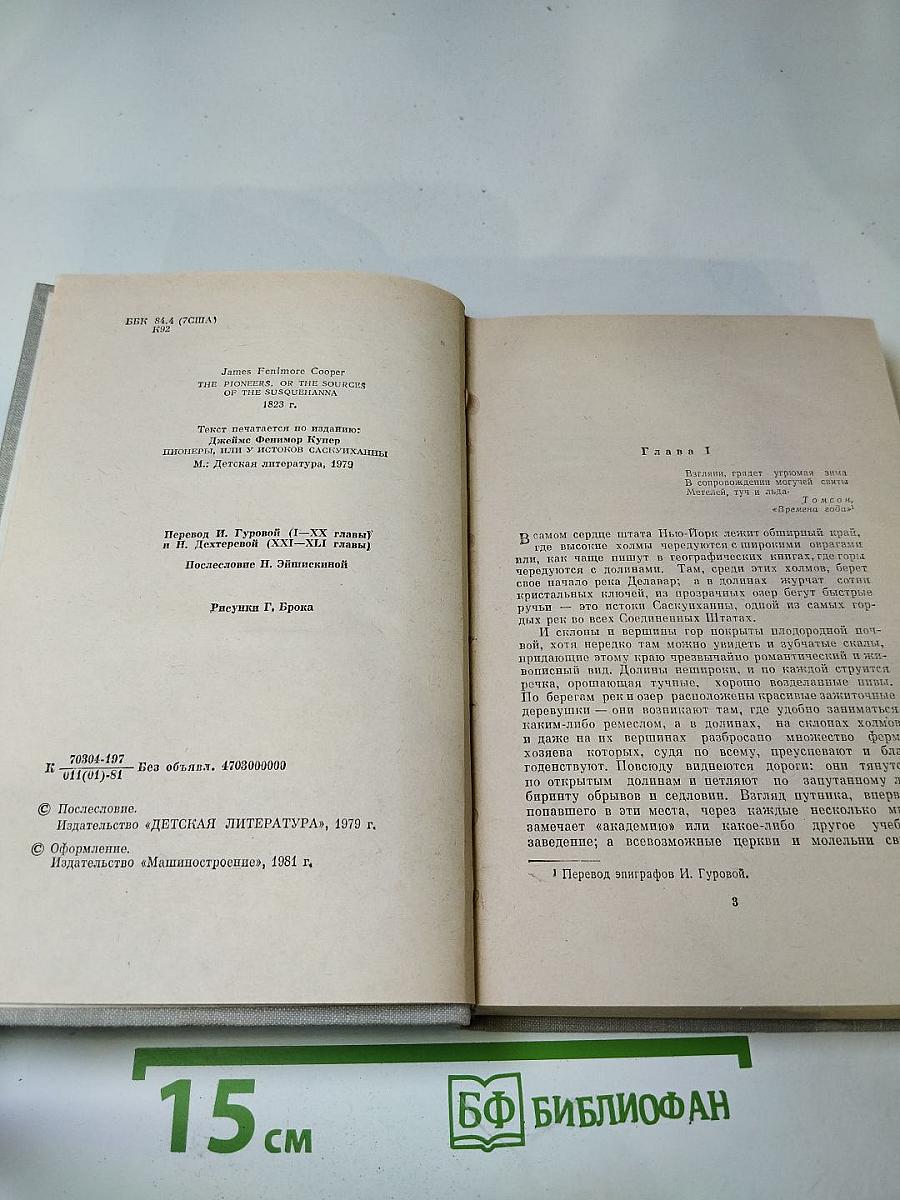 ББК 84.4 (7США)
К92
James Fenimore Cooper
THE PIONEERS, OR THE SOURCES
OF THE SUSQUEHANNA
1823 г.
Текст печатается по изданию:
Джеймс Фенимор Купер
ПИОНЕРЫ, ИЛИ У ИСТОКОВ САСКУИХАННЫ
М.: Детская литература, 1979
Перевод И. Гуровой (I—XX главы)
и Н. Дехтеревой (XXI—XLI главы)
Послесловие Н. Эйшискиной
Рисунки Г. Брока
К 70304-197
011(01)-81 Без объявл. 4703000000
© Послесловие.
Издательство «ДЕТСКАЯ ЛИТЕРАТУРА», 1979 г.
© Оформление.
Издательство «Машиностроение», 1981 г.
Глава I
Взгляни, грядет угрюмая зима
В сопровождении могучей свиты
Метелей, туч и льда.
Томсон,
«Времена года»¹
В самом сердце штата Нью-Йорк лежит обширный край,
где высокие холмы чередуются с широкими оврагами
или, как чаще пишут в географических книгах, где горы
чередуются с долинами. Там, среди этих холмов, берет
свое начало река Делавар; а в долинах журчат сотни
кристальных ключей, из прозрачных озер бегут быстрые
ручьи — это истоки Саскуиханны, одной из самых гор-
дых рек во всех Соединенных Штатах.
И склоны и вершины гор покрыты плодородной поч-
вой, хотя нередко там можно увидеть и зубчатые скалы,
придающие этому краю чрезвычайно романтический и жи-
вописный вид. Долины нешироки, и по каждой струится
речка, орошающая тучные, хорошо возделанные нивы.
По берегам рек и озер расположены красивые зажиточные
деревушки — они возникают там, где удобно заниматься
каким-либо ремеслом, а в долинах, на склонах холмов
и даже на их вершинах разбросано множество ферм
хозяева которых, судя по всему, преуспевают и бла
годенствуют. Повсюду виднеются дороги: они тянутс
по открытым долинам и петляют по запутанному л
биринту обрывов и седловин. Взгляд путника, вперв
попавшего в эти места, через каждые несколько м
замечает «академию» или какое-либо другое учеб
заведение; а всевозможные церкви и молельни св
¹ Перевод эпиграфов И. Гуровой.
3
15 см
БФ БИБЛИОФАН